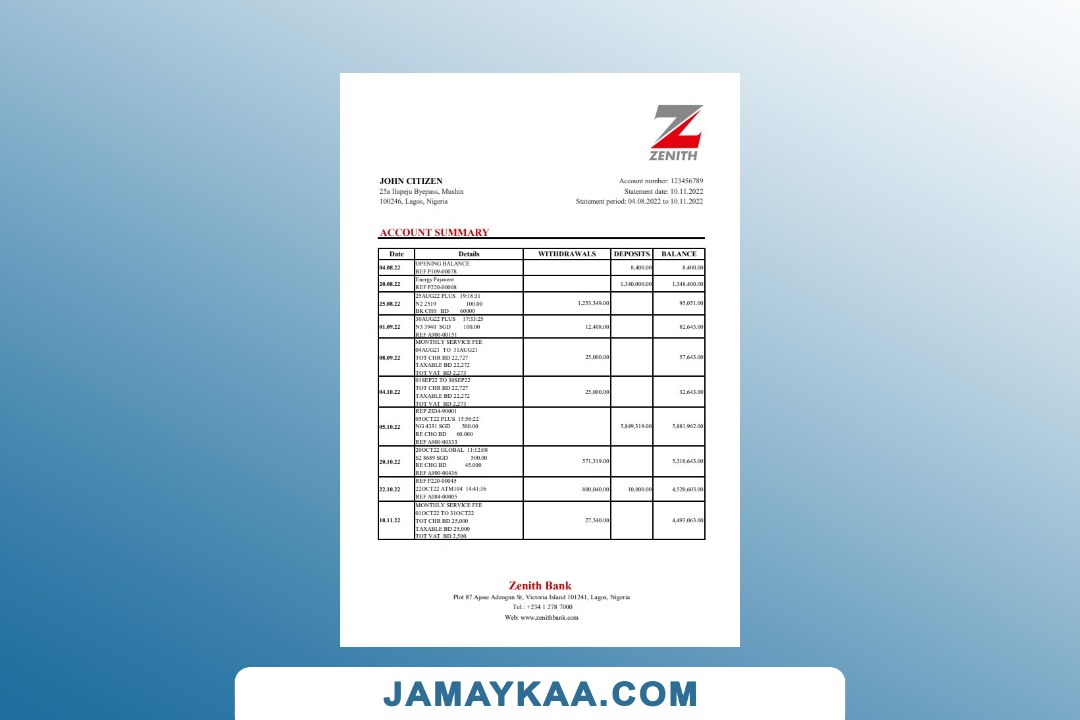 ZENITH
JOHN CITIZEN
25a Ilupeju Byepass, Mushin
100246, Lagos, Nigeria
Account number: 123456789
Statement date: 10.11.2022
Statement period: 04.08.2022 to 10.11.2022
ACCOUNT SUMMARY
Date Details WITHDRAWALS DEPOSITS BALANCE
04.08.22 OPENING BALANCE 8,400.00 8,400.00
REF P109-00078
20.08.22 Energy Payment 1,340,000.00 1,348,400.00
REF P220-00008
25.08.22 25AUG22 PLUS 19:18:31 1,253,349.00 95,051.00
N2 2519 100.00
BK CHG BD 60000
01.09.22 30AUG22 PLUS 17:33:25 12,408.00 82,643.00
N3 3940 SGD 100.00
REF A900-00151
08.09.22 MONTHLY SERVICE FEE 25,000.00 57,643.00
04AUG21 TO 31AUG21
TOT CHR BD 22,727
TAXABLE BD 22,272
TOT VAT BD 2,273
04.10.22 01SEP22 TO 30SEP22 25,000.00 32,643.00
TOT CHR BD 22,727
TAXABLE BD 22,272
TOT VAT BD 2,273
05.10.22 REF ZID4-90001 5,849,319.00 5,881,962.00
05OCT22 PLUS 15:56:22
NG 4331 SGD 500.00
RE CHG BD 60.000
REF A900-00333
20.10.22 20OCT22 GLOBAL 11:12:08 571,319.00 5,310,643.00
S2 8689 SGD 500.00
RE CHG BD 45.000
REF A900-00436
22.10.22 REF P220-00045 800,040.00 10,000.00 4,520,603.00
22OCT22 ATM104 14:41:56
REF A084-00005
10.11.22 MONTHLY SERVICE FEE 27,540.00 4,493,063.00
01OCT22 TO 31OCT22
TOT CHR BD 25,000
TAXABLE BD 25,000
TOT VAT BD 2,500
Zenith Bank
Plot 87 Ajose Adeogun St, Victoria Island 101241, Lagos, Nigeria
Tel.: +234 1 278 7000
Web: www.zenithbank.com
JAMAYKAA.COM